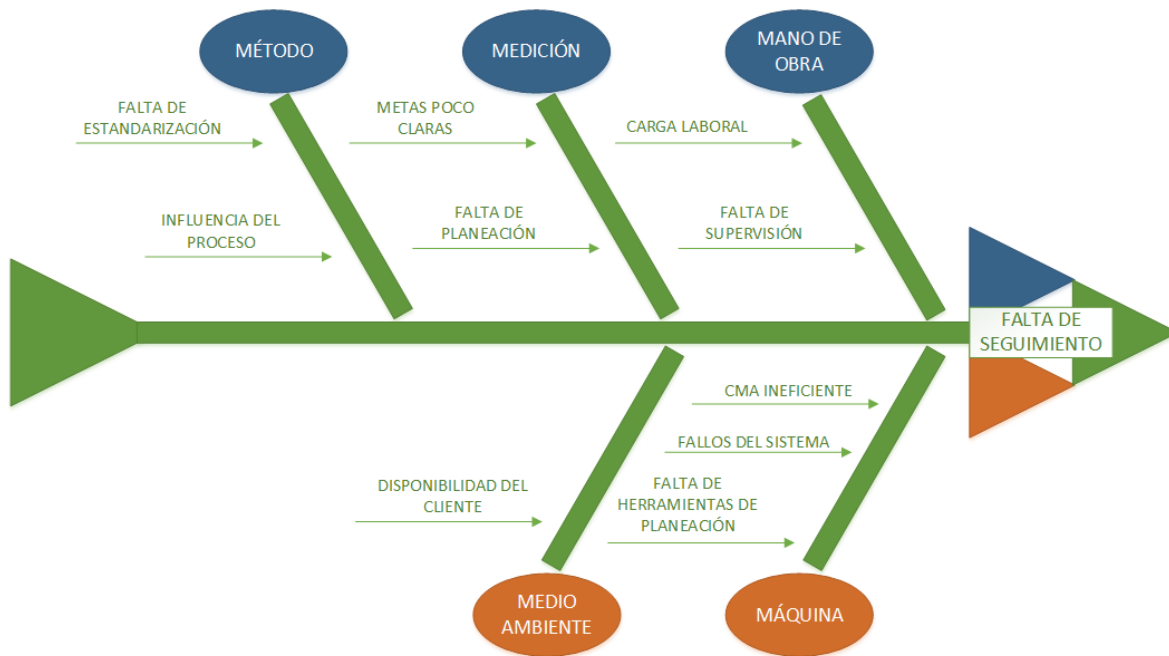 MÉTODO
MEDICIÓN
MANO DE
OBRA
FALTA DE
ESTANDARIZACIÓN
METAS POCO
CLARAS
CARGA LABORAL
INFLUENCIA DEL
PROCESO
FALTA DE
PLANEACIÓN
FALTA DE
SUPERVISIÓN
FALTA DE
SEGUIMIENTO
CMA INEFICIENTE
FALLOS DEL SISTEMA
DISPONIBILIDAD DEL
CLIENTE
FALTA DE
HERRAMIENTAS DE
PLANEACIÓN
MEDIO
AMBIENTE
MÁQUINA